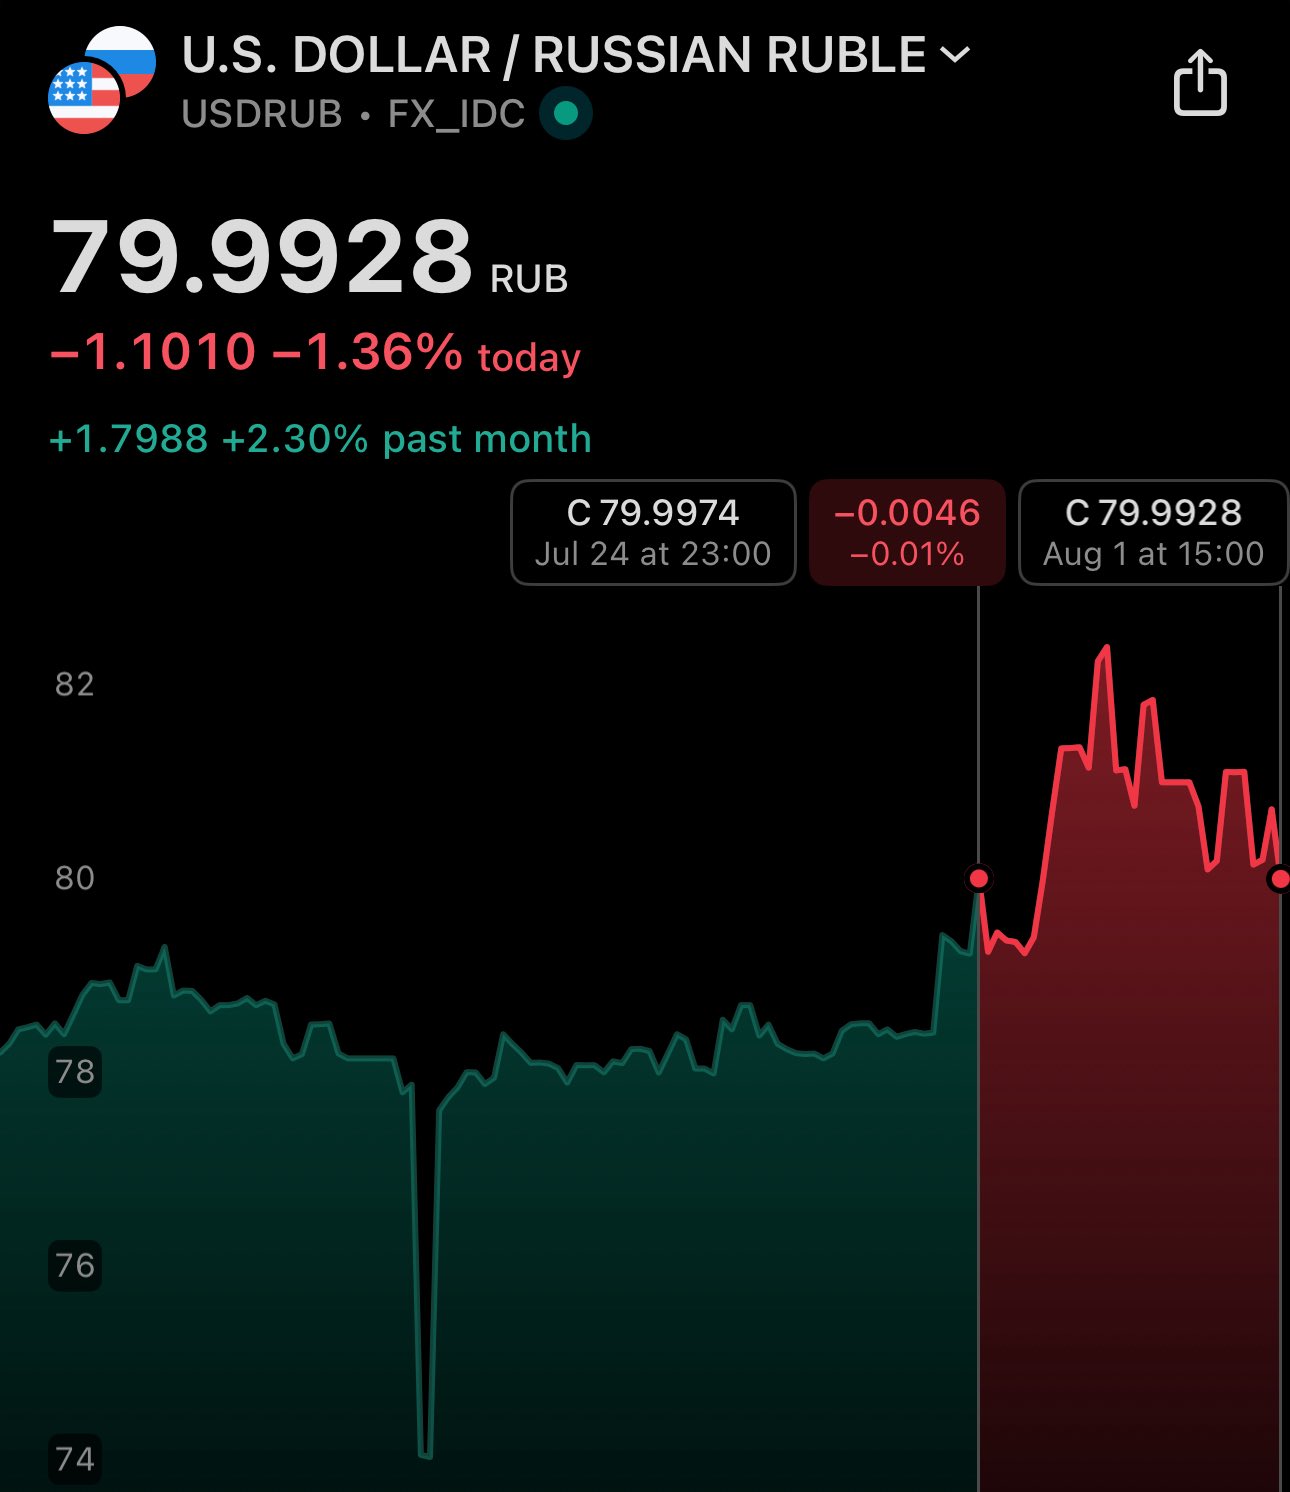 U.S. DOLLAR / RUSSIAN RUBLE
USDRUB • FX_IDC
79.9928 RUB
−1.1010 −1.36% today
+1.7988 +2.30% past month
C 79.9974
Jul 24 at 23:00
−0.0046
−0.01%
C 79.9928
Aug 1 at 15:00
82
80
78
76
74